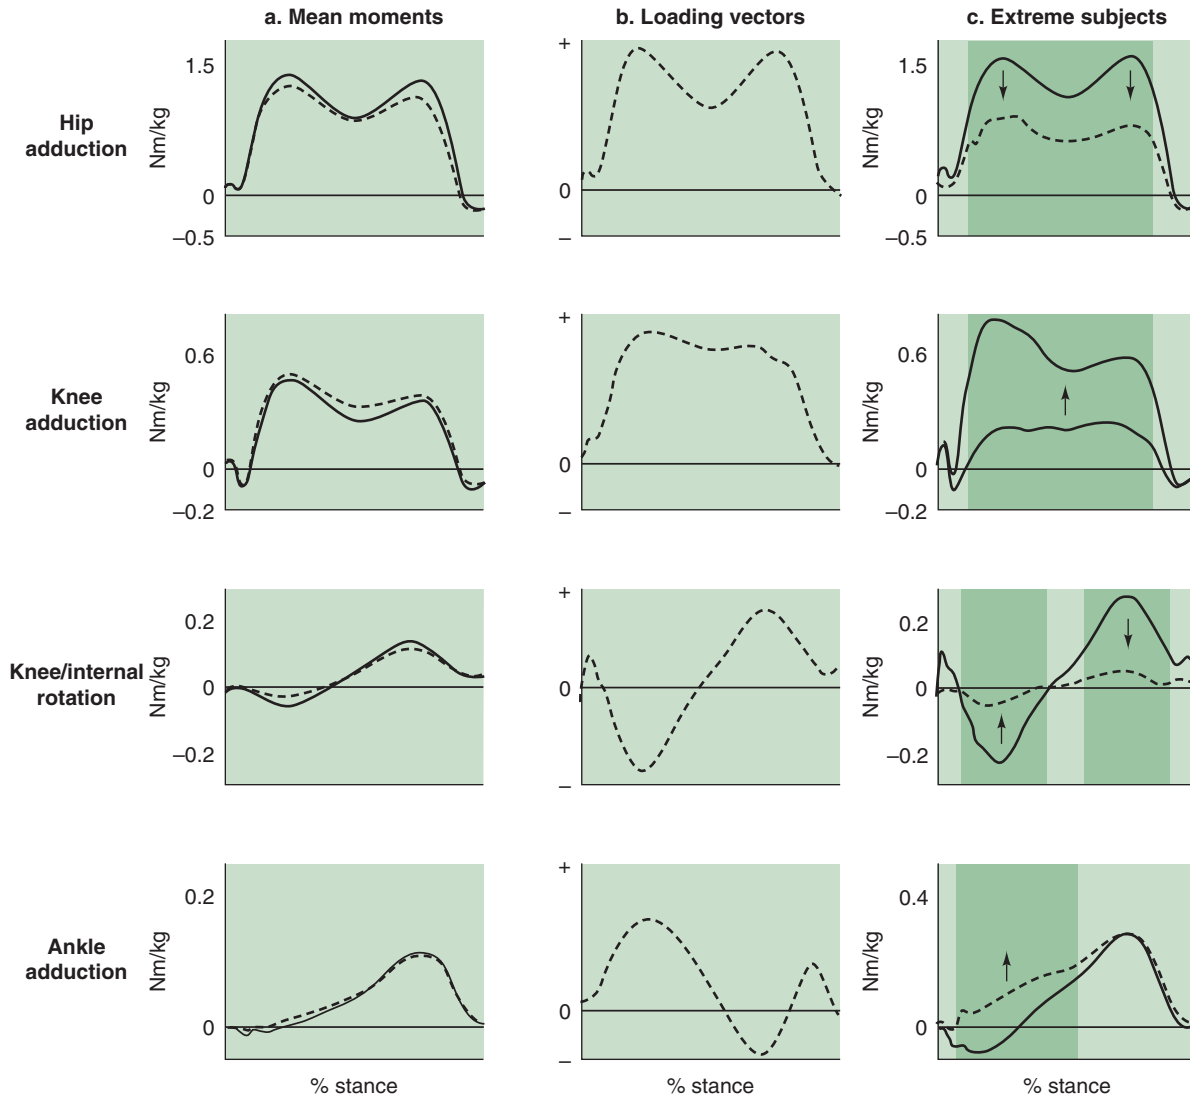 a. Mean moments
b. Loading vectors
c. Extreme subjects
Hip
adduction
Nm/kg
1.5
0
–0.5
+
0
–
Nm/kg
1.5
0
–0.5
Knee
adduction
Nm/kg
0.6
0
–0.2
+
0
–
Nm/kg
0.6
0
–0.2
Knee/internal
rotation
Nm/kg
0.2
0
–0.2
+
0
–
Nm/kg
0.2
0
–0.2
Ankle
adduction
Nm/kg
0.2
0
+
0
–
Nm/kg
0.4
0
% stance
% stance
% stance